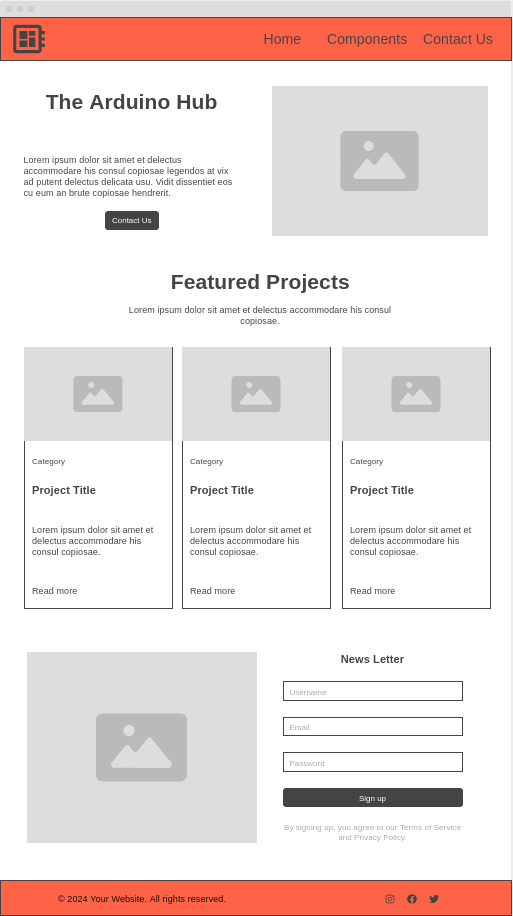 Home Components Contact Us
The Arduino Hub
Lorem ipsum dolor sit amet et delectus
accommodare his consul copiosae legendos at vix
ad putent delectus delicata usu. Vidit dissentiet eos
cu eum an brute copiosae hendrerit.
Contact Us
Featured Projects
Lorem ipsum dolor sit amet et delectus accommodare his consul
copiosae.
Category
Project Title
Lorem ipsum dolor sit amet et
delectus accommodare his
consul copiosae.
Read more
Category
Project Title
Lorem ipsum dolor sit amet et
delectus accommodare his
consul copiosae.
Read more
Category
Project Title
Lorem ipsum dolor sit amet et
delectus accommodare his
consul copiosae.
Read more
News Letter
Username
Email
Password
Sign up
By signing up, you agree to our Terms of Service
and Privacy Policy.
© 2024 Your Website. All rights reserved.